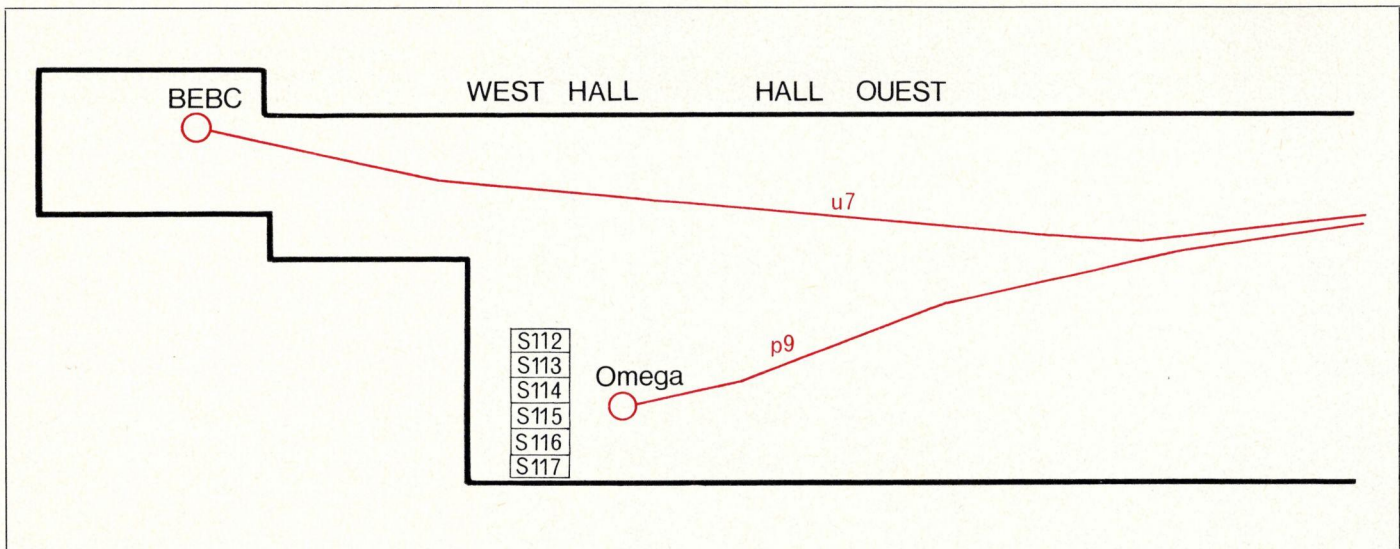 WEST HALL HALL OUEST
BEBC
u7
S112
S113
p9
Omega
S114
S115
S116
S117